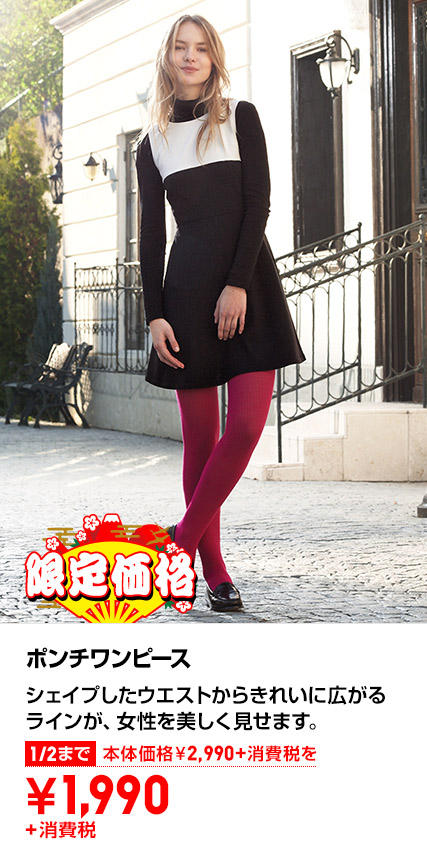 限定価格
ポンチワンピース
シェイプしたウエストからきれいに広がる
ラインが、女性を美しく見せます。
1/2まで 本体価格¥2,990+消費税を
¥1,990
+消費税